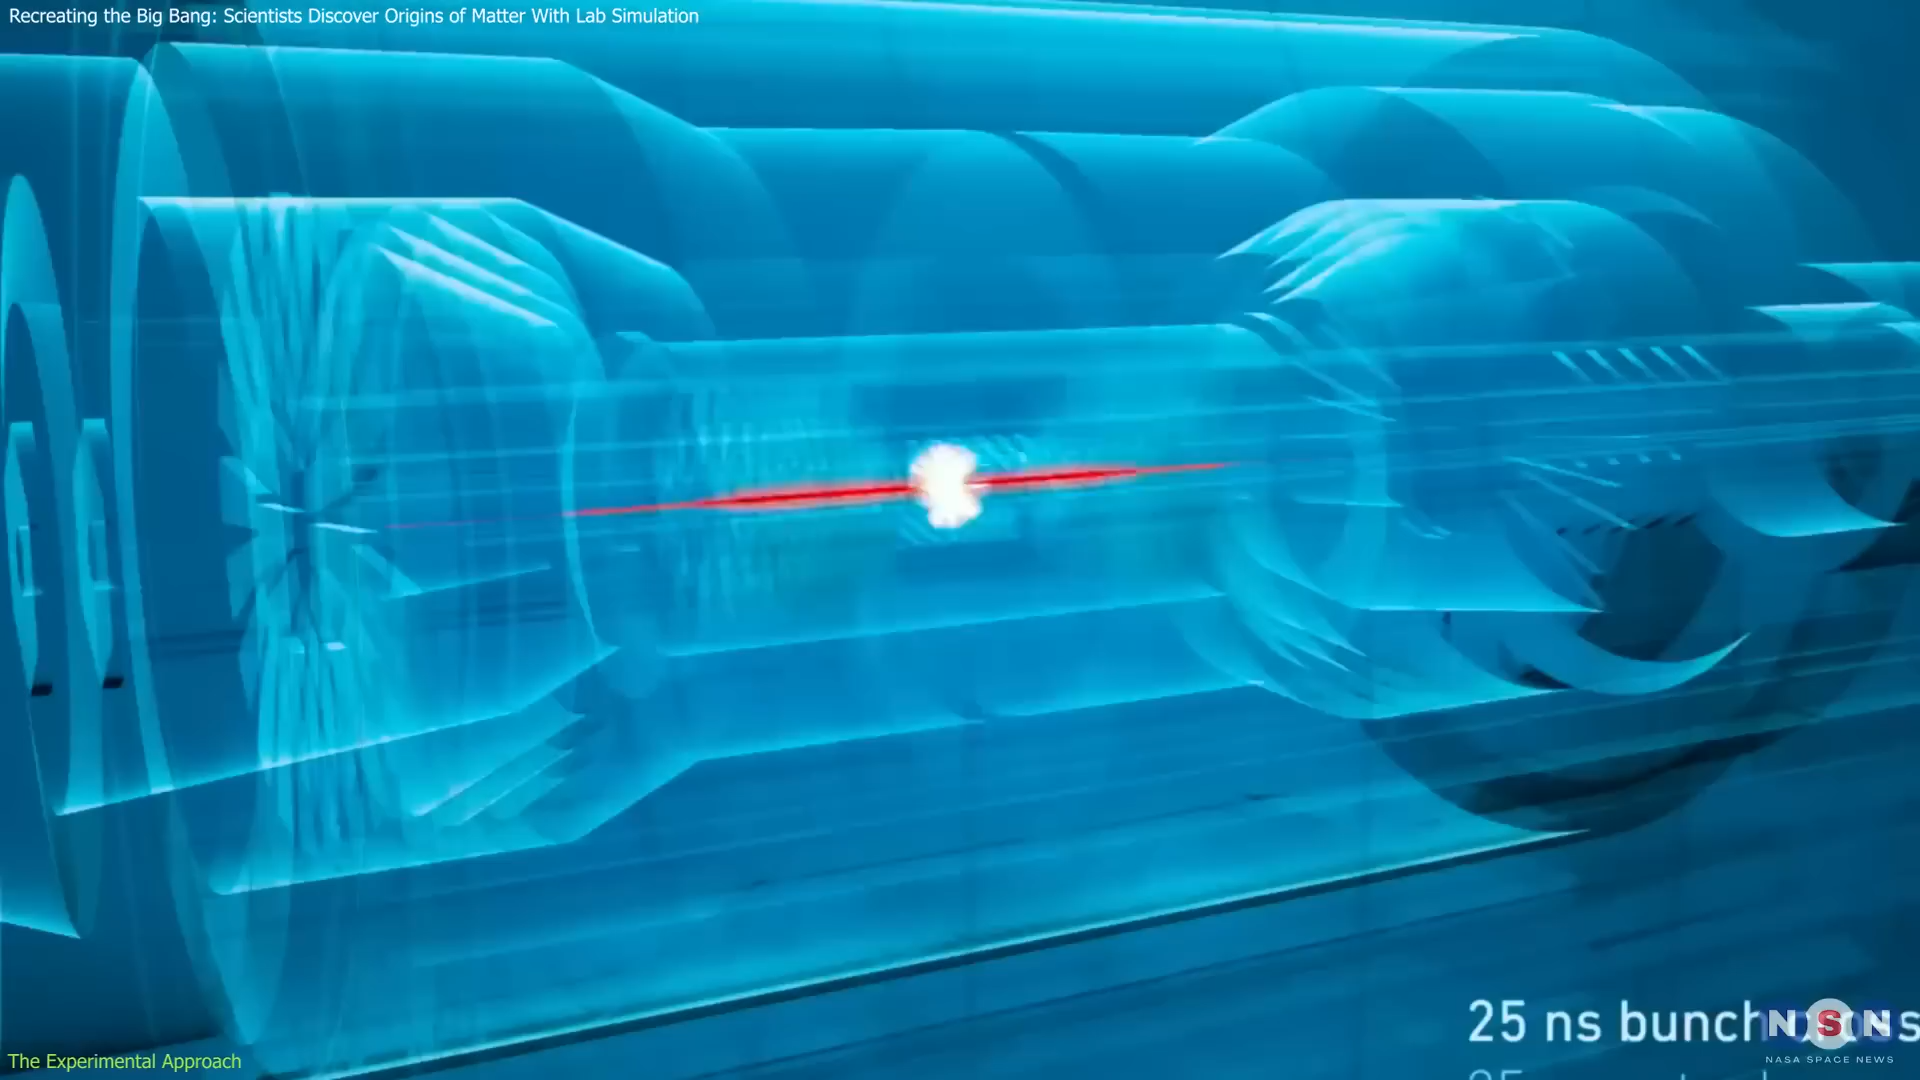 Recreating the Big Bang: Scientists Discover Origins of Matter With Lab Simulation
25 ns bunch
NSN
NASA SPACE NEWS
The Experimental Approach